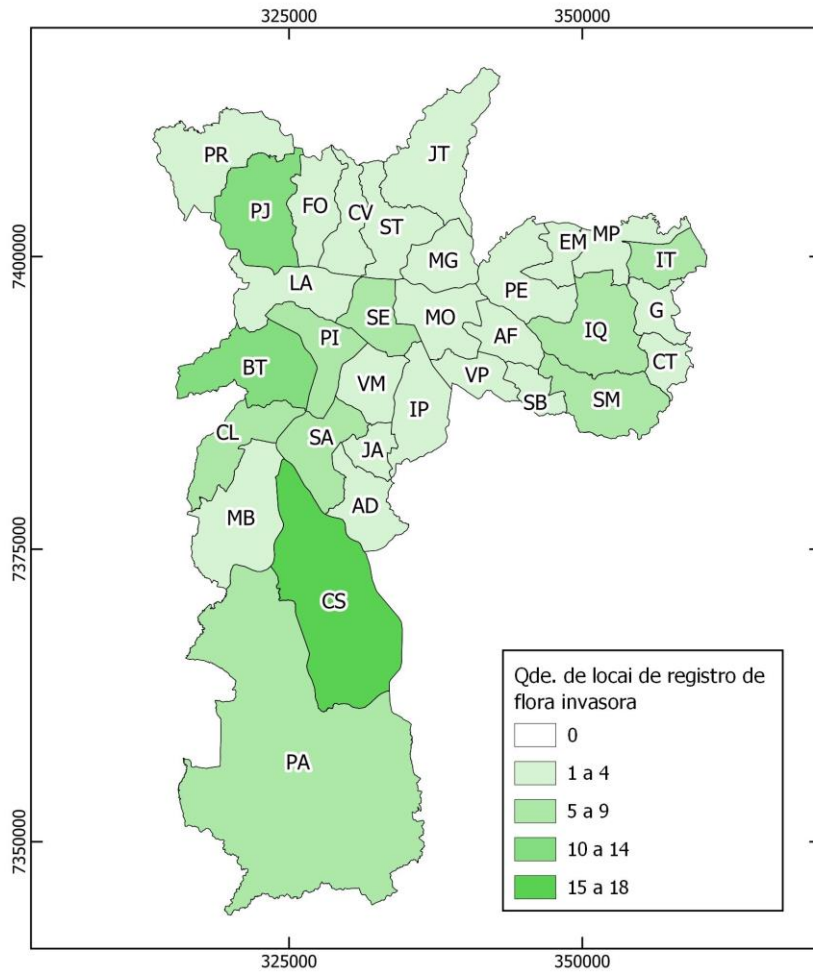 325000
350000
JT
PR
PJ
FO
CV
ST
MG
EM
MP
IT
LA
PE
G
SE
MO
AF
IQ
PI
BT
VM
IP
VP
SB
CT
SM
CL
SA
JA
MB
AD
CS
PA
7400000
7375000
7350000
Qde. de locai de registro de
flora invasora
0
1 a 4
5 a 9
10 a 14
15 a 18
325000
350000